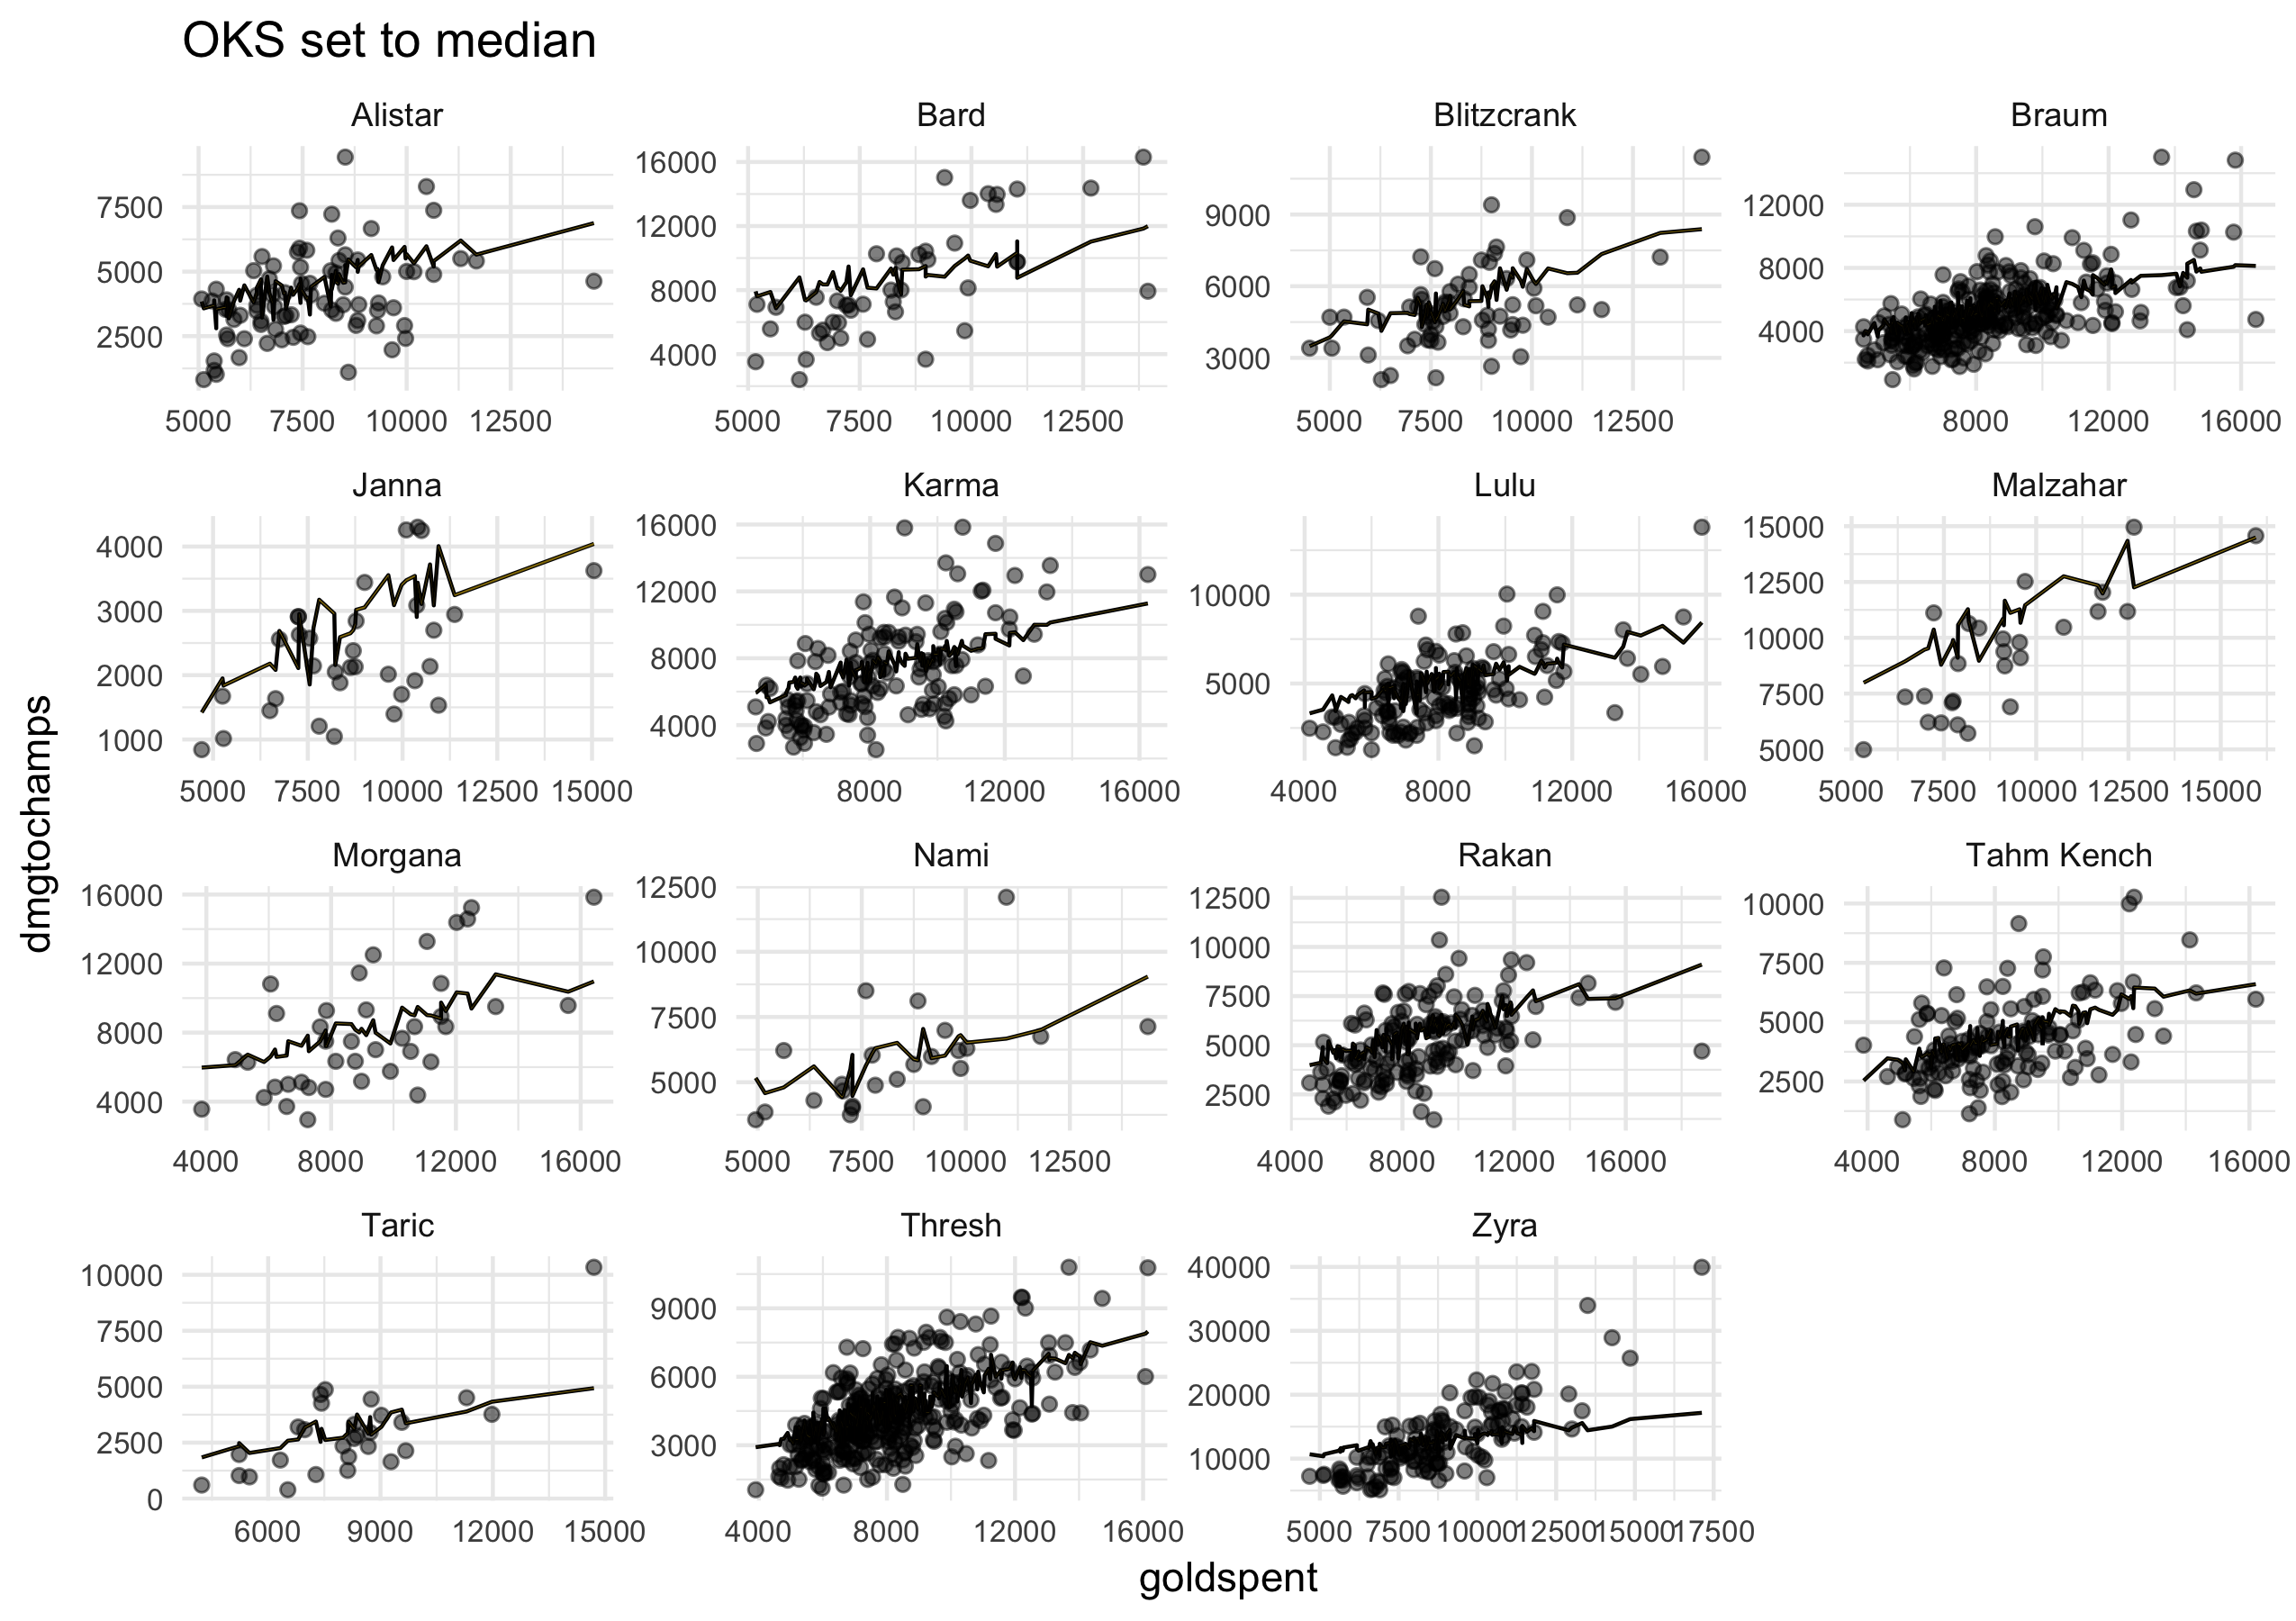 OKS set to median
Alistar Bard Blitzcrank Braum
7500 5000 2500
5000 7500 10000 12500
16000 12000 8000 4000
5000 7500 10000 12500
9000 6000 3000
5000 7500 10000 12500
12000 8000 4000
8000 12000 16000
Janna Karma Lulu Malzahar
4000 3000 2000 1000
5000 7500 10000 12500 15000
16000 12000 8000 4000
8000 12000 16000
10000 5000
4000 8000 12000 16000
15000 12500 10000 7500 5000
5000 7500 10000 12500 15000
Morgana Nami Rakan Tahm Kench
16000 12000 8000 4000
4000 8000 12000 16000
12500 10000 7500 5000
5000 7500 10000 12500
12500 10000 7500 5000 2500
4000 8000 12000 16000
10000 7500 5000 2500
4000 8000 12000 16000
Taric Thresh Zyra
10000 7500 5000 2500 0
6000 9000 12000 15000
9000 6000 3000
4000 8000 12000 16000
40000 30000 20000 10000
5000 7500 10000 12500 15000 17500
dmgtochamps
goldspent